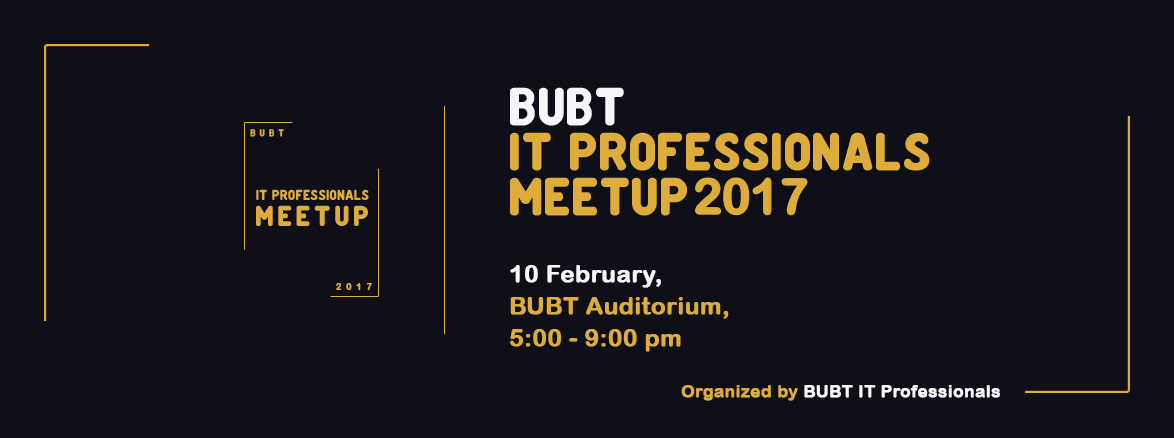 BUBT
IT PROFESSIONALS
MEETUP
2017
BUBT
IT PROFESSIONALS
MEETUP 2017
10 February,
BUBT Auditorium,
5:00 - 9:00 pm
Organized by BUBT IT Professionals